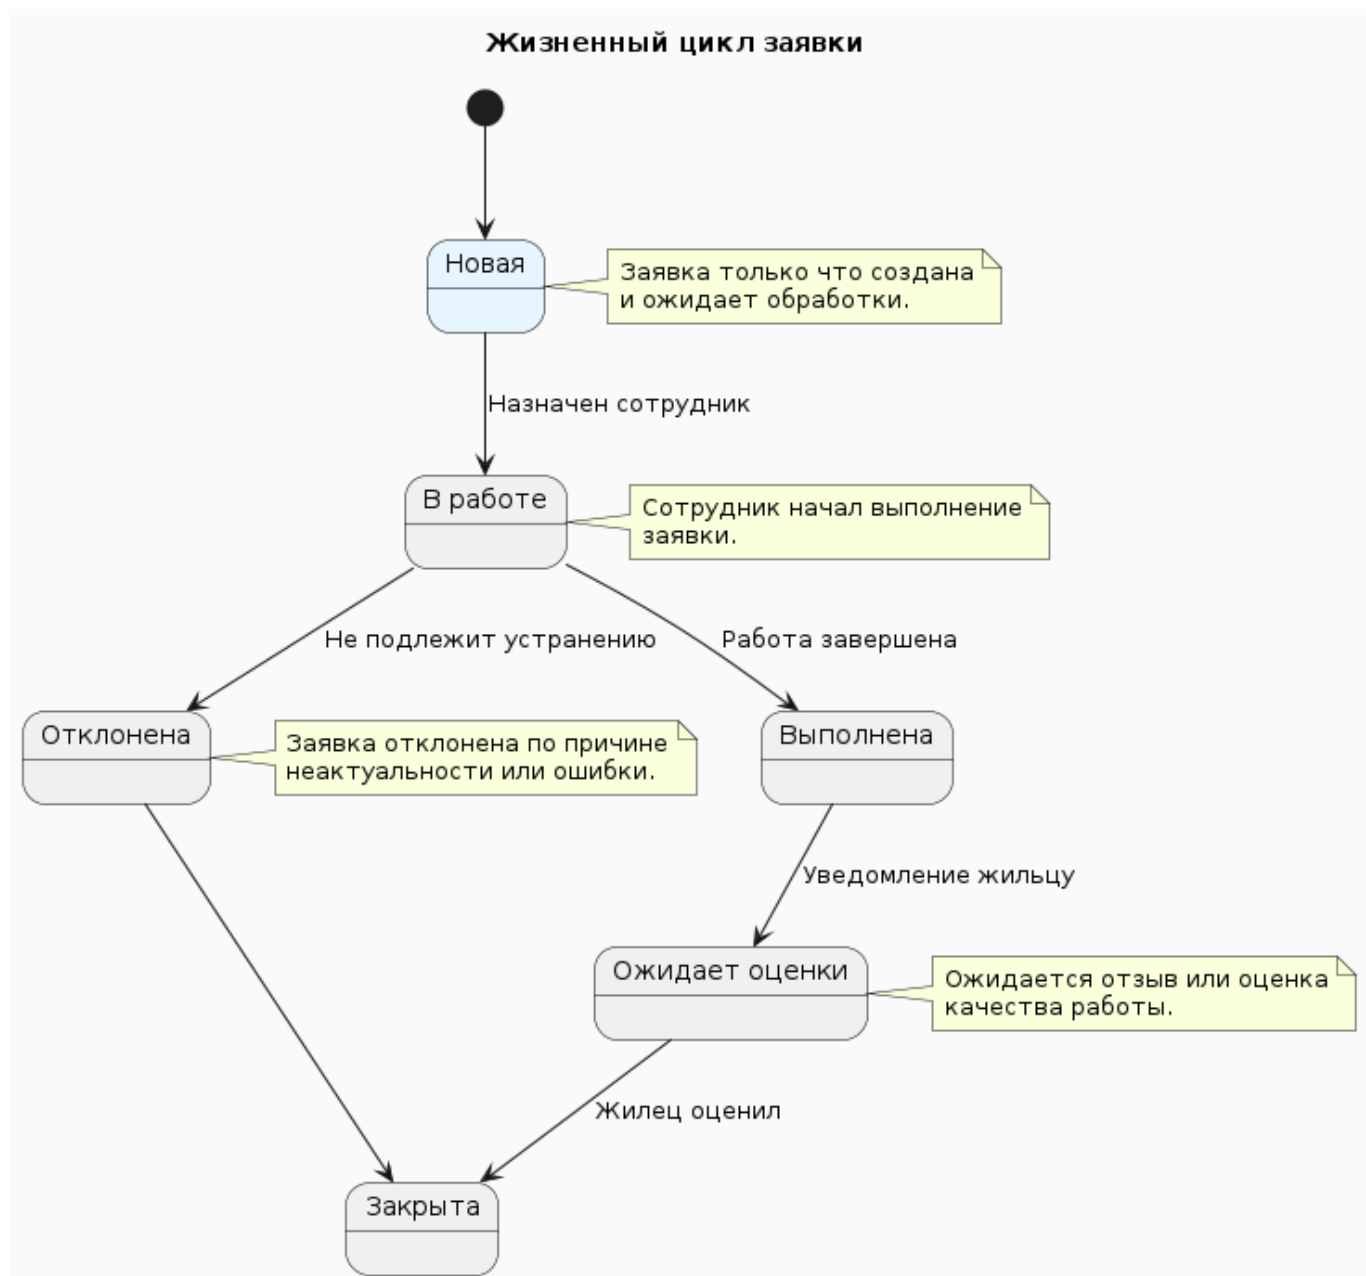 Жизненный цикл заявки
Новая
Заявка только что создана
и ожидает обработки.
Назначен сотрудник
В работе
Сотрудник начал выполнение
заявки.
Не подлежит устранению
Работа завершена
Отклонена
Заявка отклонена по причине
неактуальности или ошибки.
Выполнена
Уведомление жильцу
Ожидает оценки
Ожидается отзыв или оценка
качества работы.
Жилец оценил
Закрыта